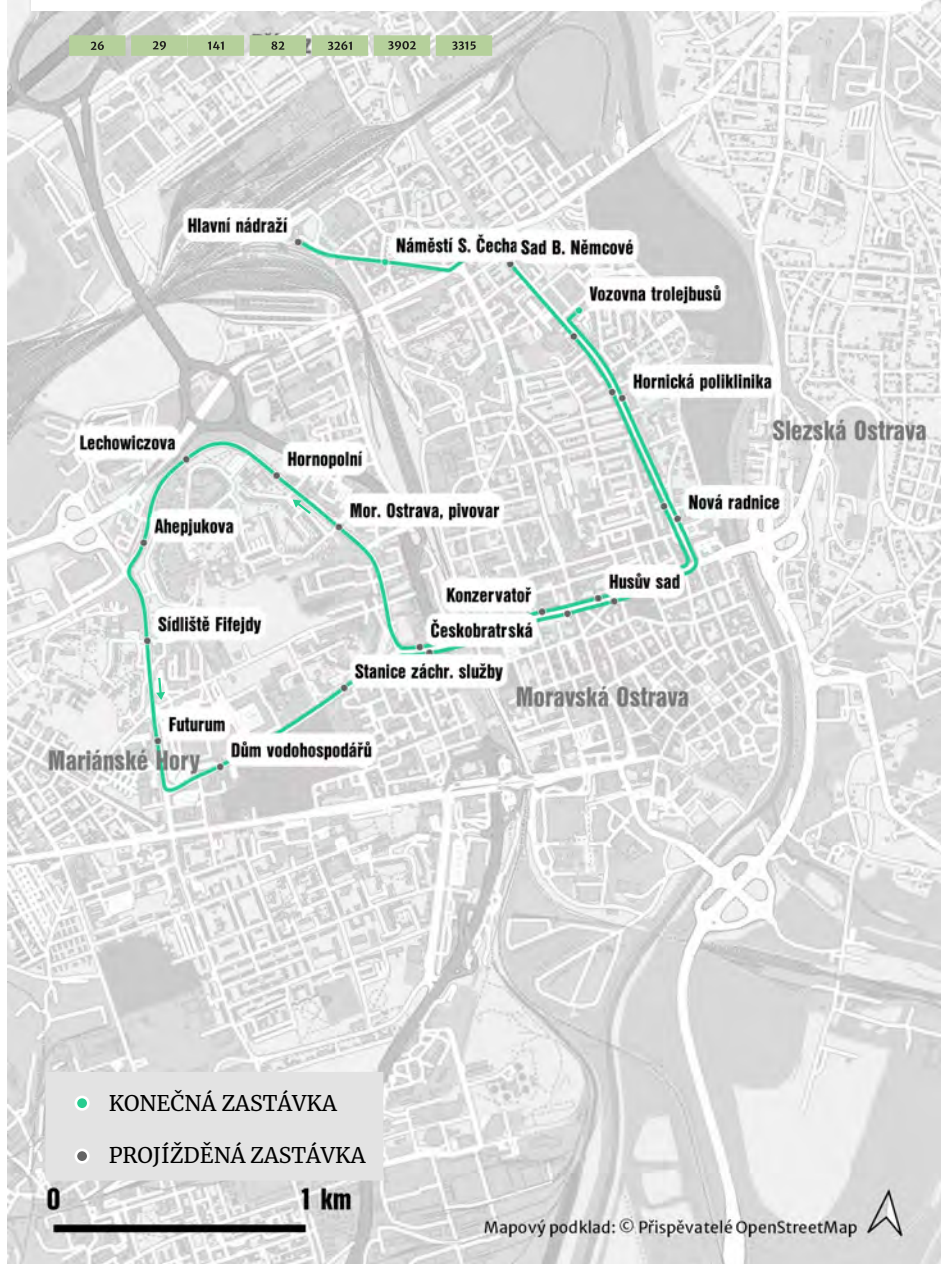 26 29 141 82 3261 3902 3315
Hlavní nádraží
Náměstí S. Čecha Sad B. Němcové
Vozovna trolejbusů
Hornická poliklinika
Slezská Ostrava
Lechowiczova
Hornopolní
Nová radnice
Mor. Ostrava, pivovar
Ahepjukova
Husův sad
Konzervatoř
Českobratrská
Sídliště Fifejdy
Stanice záchr. služby
Moravská Ostrava
Futurum
Dům vodohospodářů
Mariánské Hory
KONEČNÁ ZASTÁVKA
PROJÍŽDĚNÁ ZASTÁVKA
0 1 km
Mapový podklad: © Přispěvatelé OpenStreetMap